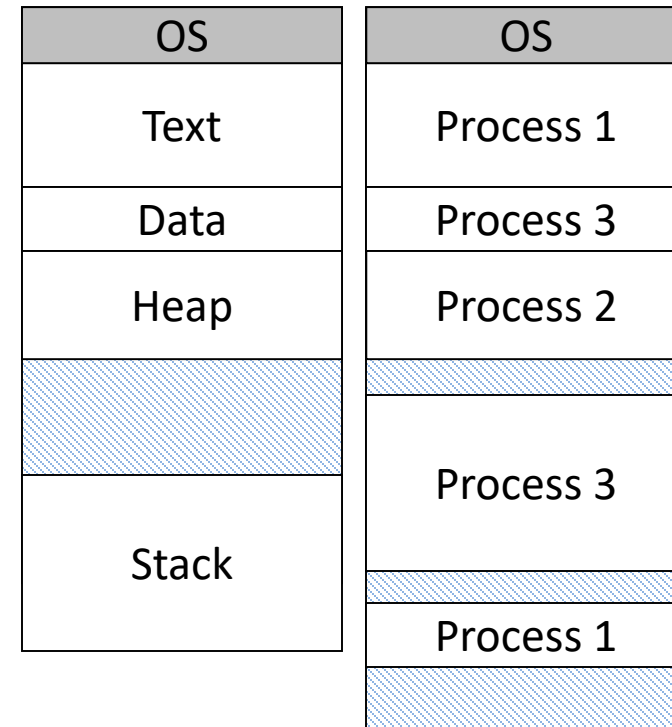 OS
Text
Data
Heap
Stack
OS
Process 1
Process 3
Process 2
Process 3
Process 1